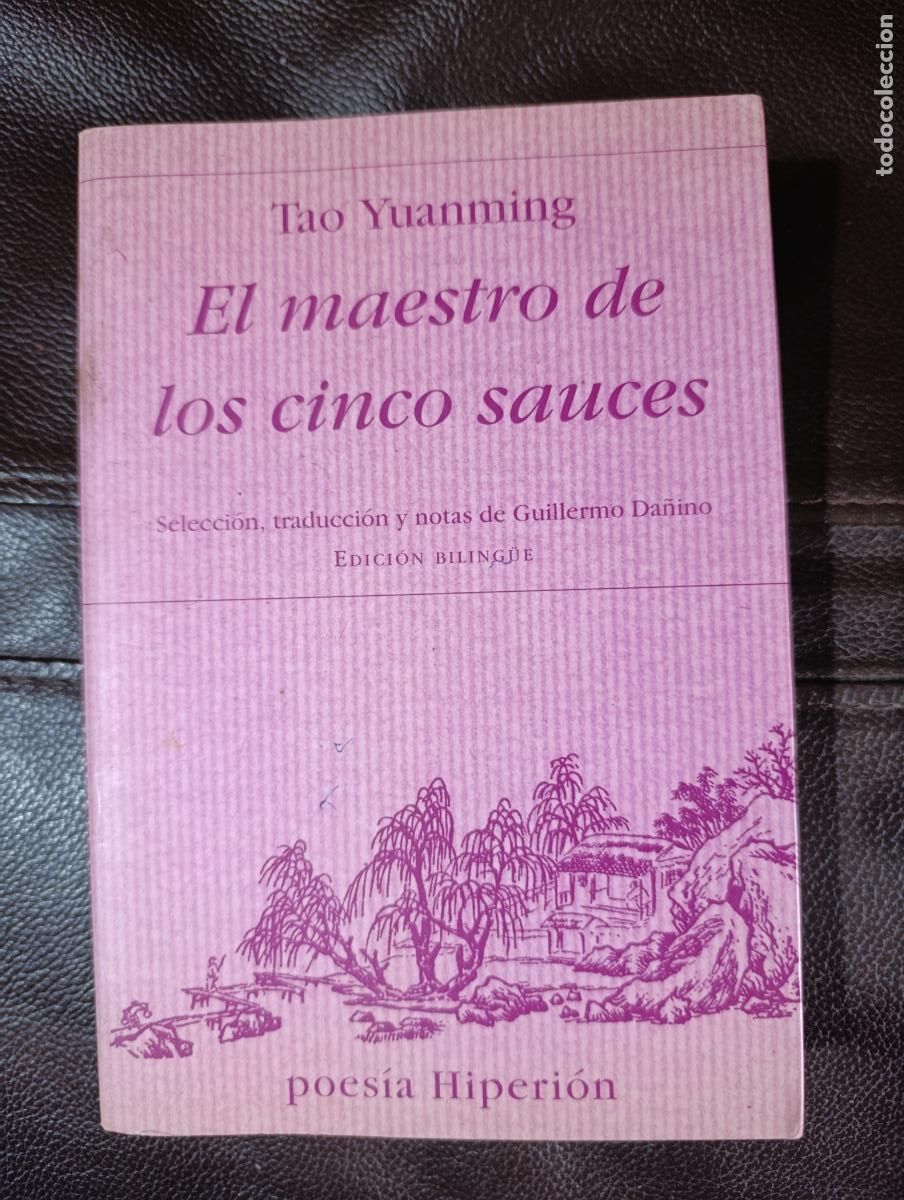 todocoleccion
Tao Yuanming
El maestro de
los cinco sauces
Selección, traducción y notas de Guillermo Dañino
EDICIÓN BILINGÜE
poesía Hiperión